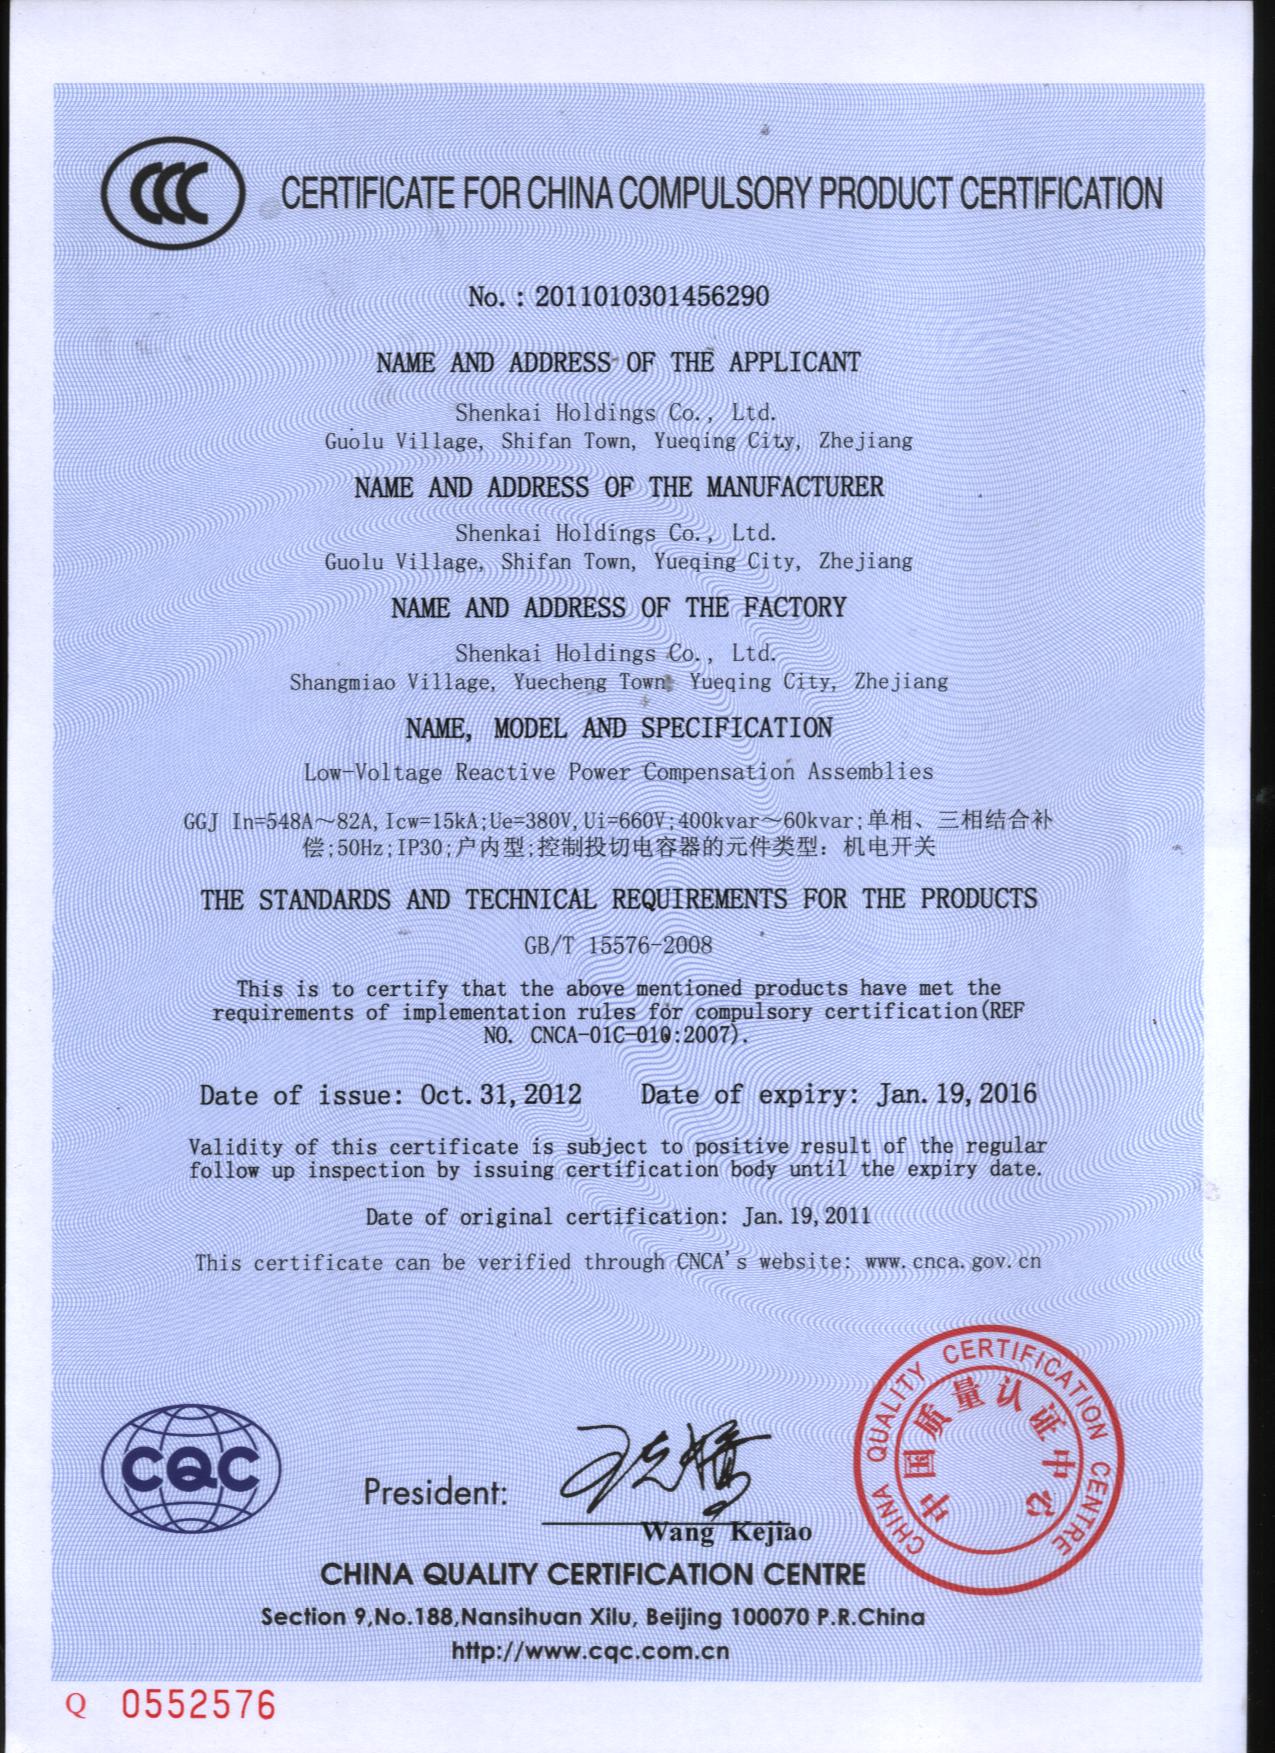 CCC
CERTIFICATE FOR CHINA COMPULSORY PRODUCT CERTIFICATION
No.: 2011010301456290
NAME AND ADDRESS OF THE APPLICANT
Shenkai Holdings Co., Ltd.
Guolu Village, Shifan Town, Yueqing City, Zhejiang
NAME AND ADDRESS OF THE MANUFACTURER
Shenkai Holdings Co., Ltd.
Guolu Village, Shifan Town, Yueqing City, Zhejiang
NAME AND ADDRESS OF THE FACTORY
Shenkai Holdings Co., Ltd.
Shangmiao Village, Yuecheng Town, Yueqing City, Zhejiang
NAME, MODEL AND SPECIFICATION
Low-Voltage Reactive Power Compensation Assemblies
GGJ In=548A～82A,Icw=15kA;Ue=380V,Ui=660V;400kvar～60kvar;单相、三相结合补
偿;50Hz;IP30;户内型;控制投切电容器的元件类型：机电开关
THE STANDARDS AND TECHNICAL REQUIREMENTS FOR THE PRODUCTS
GB/T 15576-2008
This is to certify that the above mentioned products have met the
requirements of implementation rules for compulsory certification(REF
NO. CNCA-01C-010:2007).
Date of issue: Oct.31,2012 Date of expiry: Jan.19,2016
Validity of this certificate is subject to positive result of the regular
follow up inspection by issuing certification body until the expiry date.
Date of original certification: Jan.19,2011
This certificate can be verified through CNCA's website: www.cnca.gov.cn
CQC
President:
Wang Kejiao
CHINA QUALITY CERTIFICATION CENTRE
中国质量认证中心
CHINA QUALITY CERTIFICATION CENTRE
Section 9,No.188,Nansihuan Xilu, Beijing 100070 P.R.China
http://www.cqc.com.cn
Q 0552576